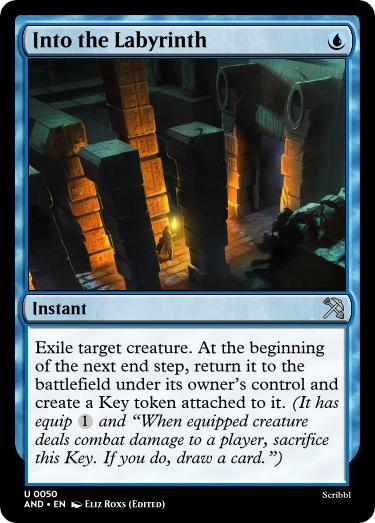 Into the Labyrinth
Instant
Exile target creature. At the beginning
of the next end step, return it to the
battlefield under its owner's control and
create a Key token attached to it. (It has
equip 1 and “When equipped creature
deals combat damage to a player, sacrifice
this Key. If you do, draw a card.”)
U 0050
Scribbl
AND • EN Eliz Roxs (Edited)